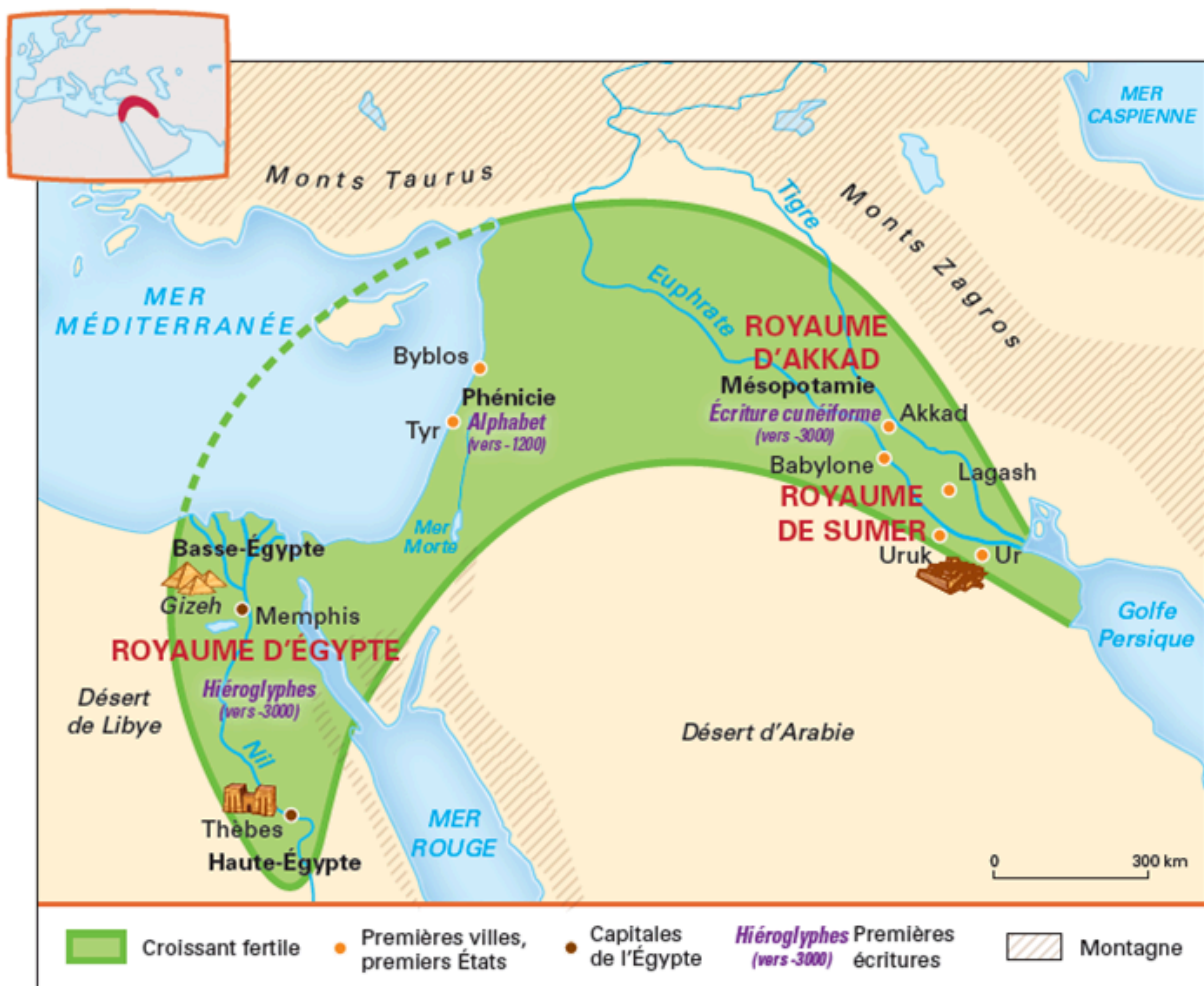 MER
CASPIENNE
Monts Taurus
Tigre
Monts Zagros
MER
MÉDITERRANÉE
Euphrate
ROYAUME
D'AKKAD
Byblos
Mésopotamie
Phénicie
Écriture cunéiforme
(vers -3000)
Akkad
Tyr
Alphabet
(vers -1200)
Babylone
Lagash
ROYAUME
DE SUMER
Mer
Morte
Basse-Égypte
Uruk
Ur
Gizeh
Memphis
Golfe
Persique
ROYAUME D'ÉGYPTE
Désert
de Libye
Hiéroglyphes
(vers -3000)
Désert d'Arabie
Nil
Thèbes
MER
ROUGE
Haute-Égypte
0 300 km
Croissant fertile
Premières villes,
premiers États
Capitales
de l'Égypte
Hiéroglyphes
(vers -3000)
Premières
écritures
Montagne